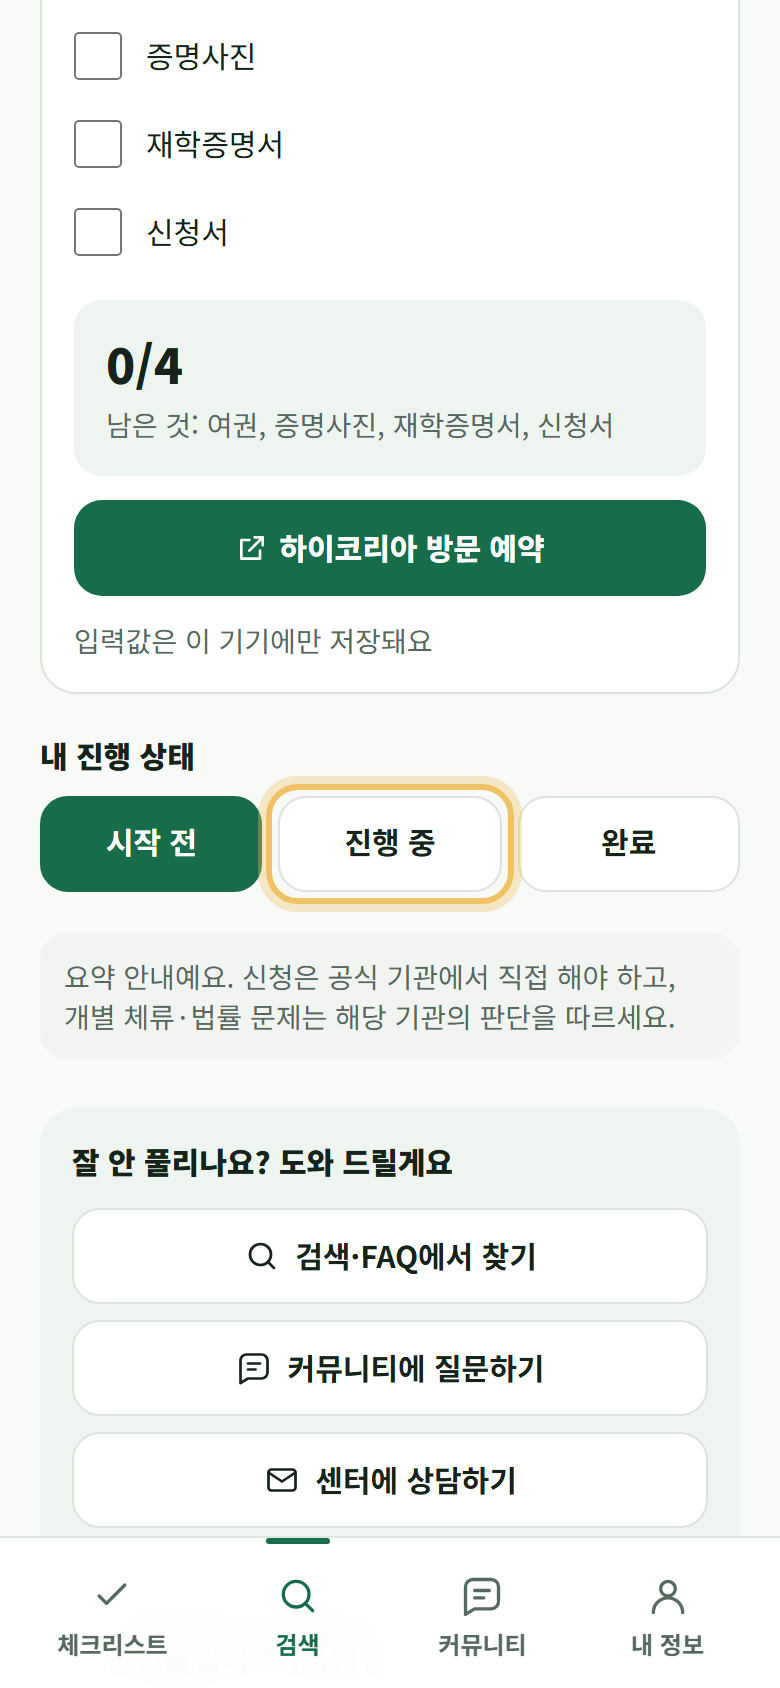 증명사진
재학증명서
신청서
0/4
남은 것: 여권, 증명사진, 재학증명서, 신청서
하이코리아 방문 예약
입력값은 이 기기에만 저장돼요
내 진행 상태
시작 전
진행 중
완료
요약 안내예요. 신청은 공식 기관에서 직접 해야 하고,
개별 체류·법률 문제는 해당 기관의 판단을 따르세요.
잘 안 풀리나요? 도와 드릴게요
검색·FAQ에서 찾기
커뮤니티에 질문하기
센터에 상담하기
체크리스트
검색
커뮤니티
내 정보